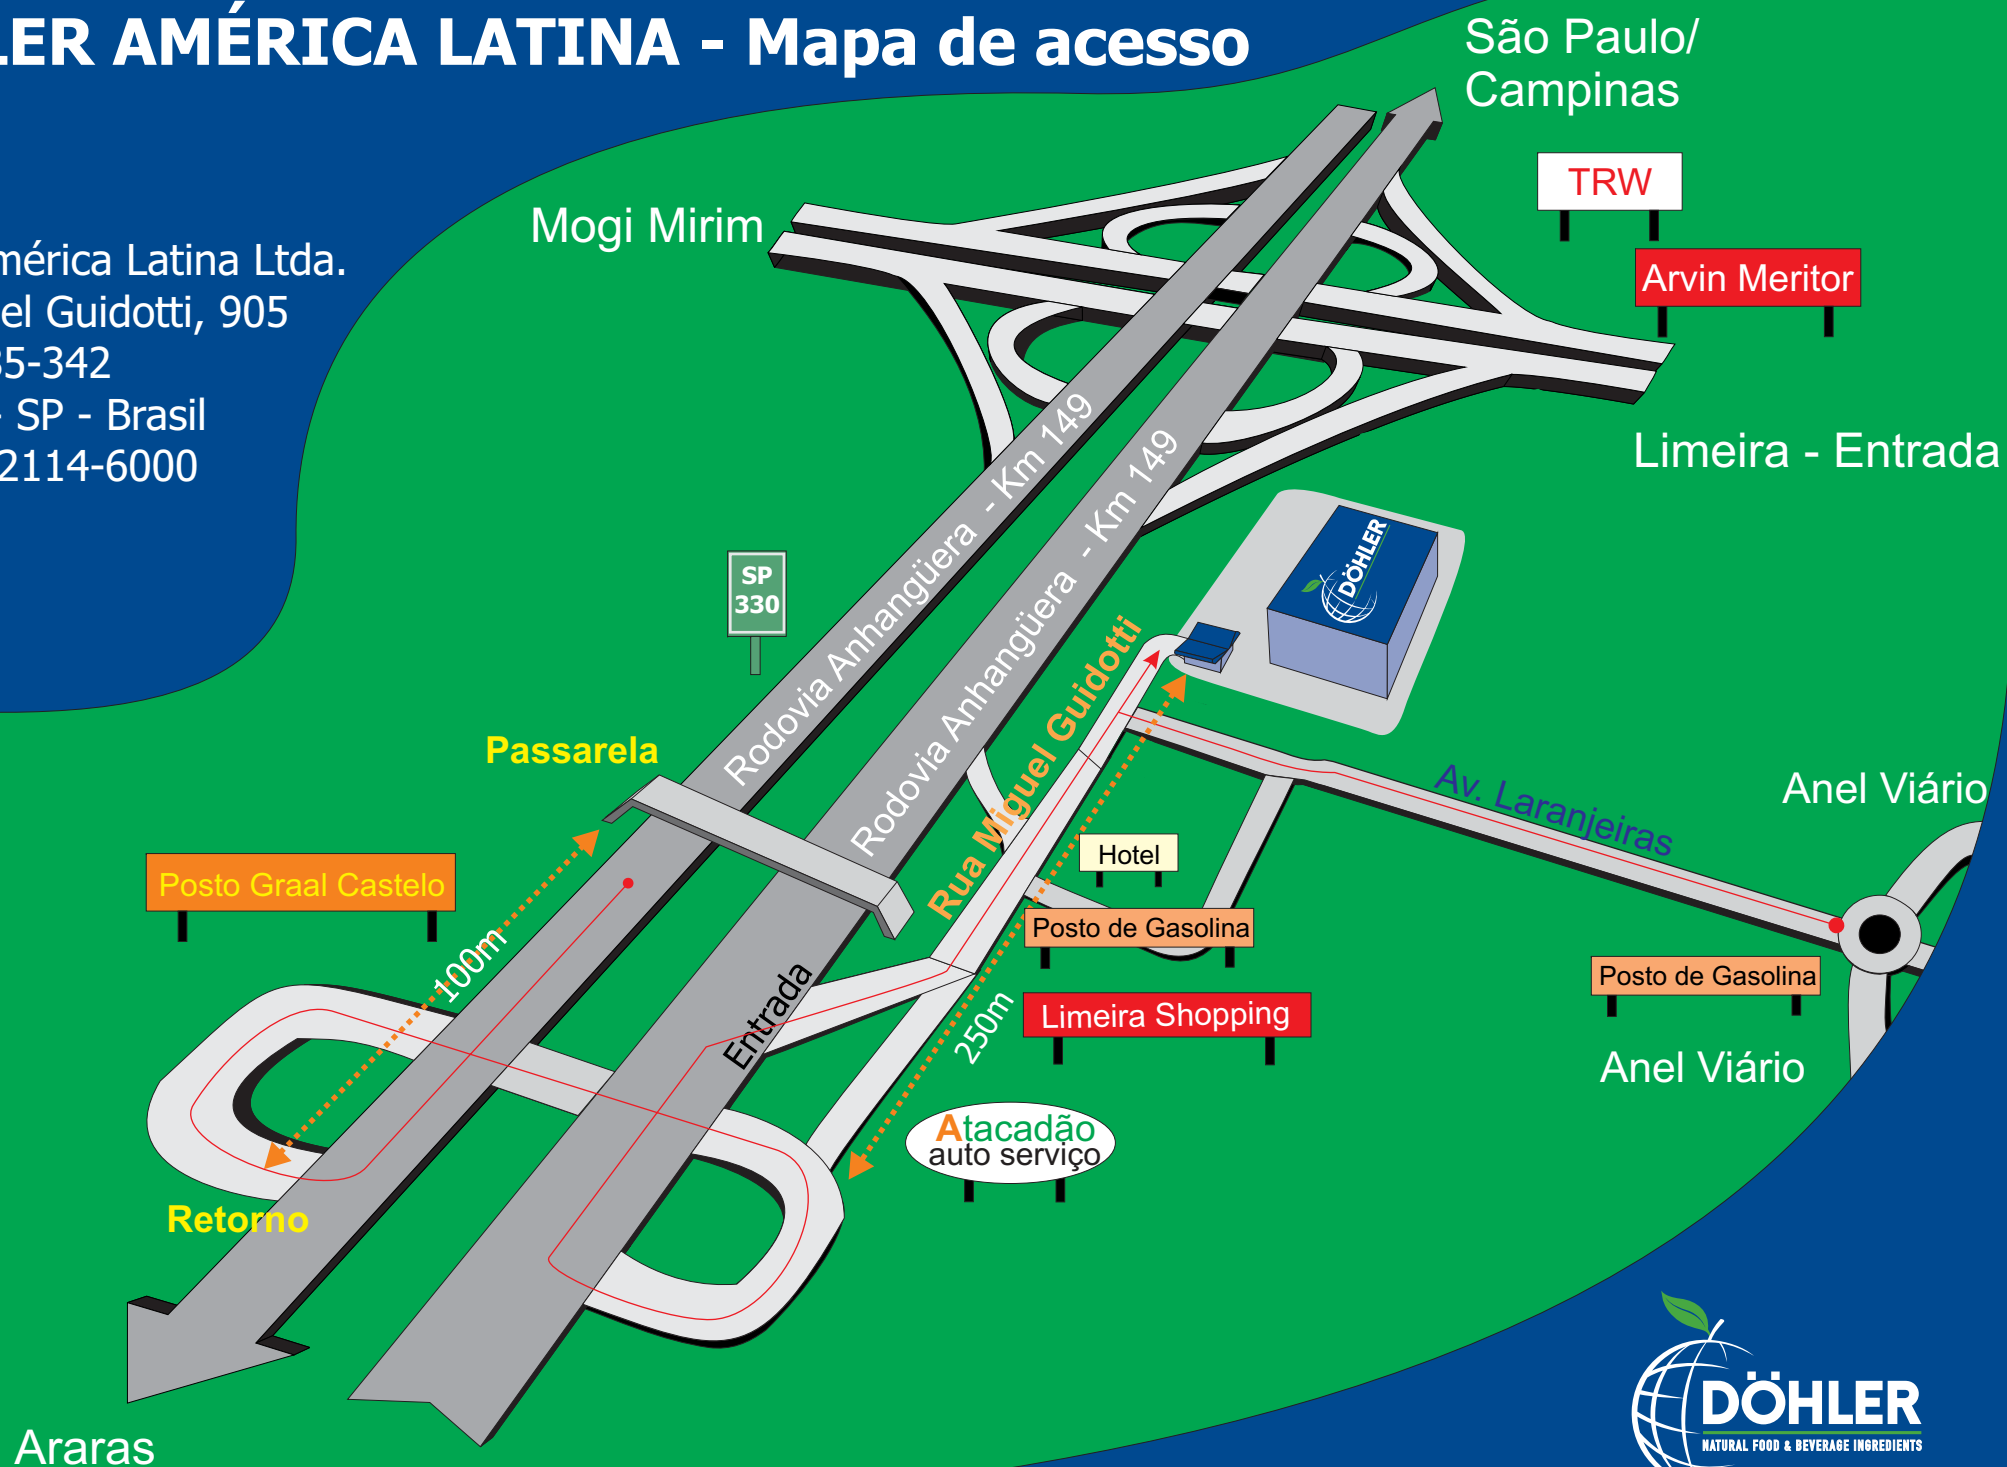 LER AMÉRICA LATINA - Mapa de acesso
mérica Latina Ltda.
el Guidotti, 905
35-342
- SP - Brasil
2114-6000
São Paulo/
Campinas
TRW
Arvin Meritor
Mogi Mirim
Limeira - Entrada
Rodovia Anhangüera - Km 149
Rodovia Anhangüera - Km 149
SP
330
DÖHLER
Rua Miguel Guidotti
Passarela
Av. Laranjeiras
Anel Viário
Hotel
Posto Graal Castelo
Posto de Gasolina
100m
Entrada
250m
Limeira Shopping
Posto de Gasolina
Anel Viário
Atacadão
auto serviço
Retorno
Araras
DÖHLER
NATURAL FOOD & BEVERAGE INGREDIENTS